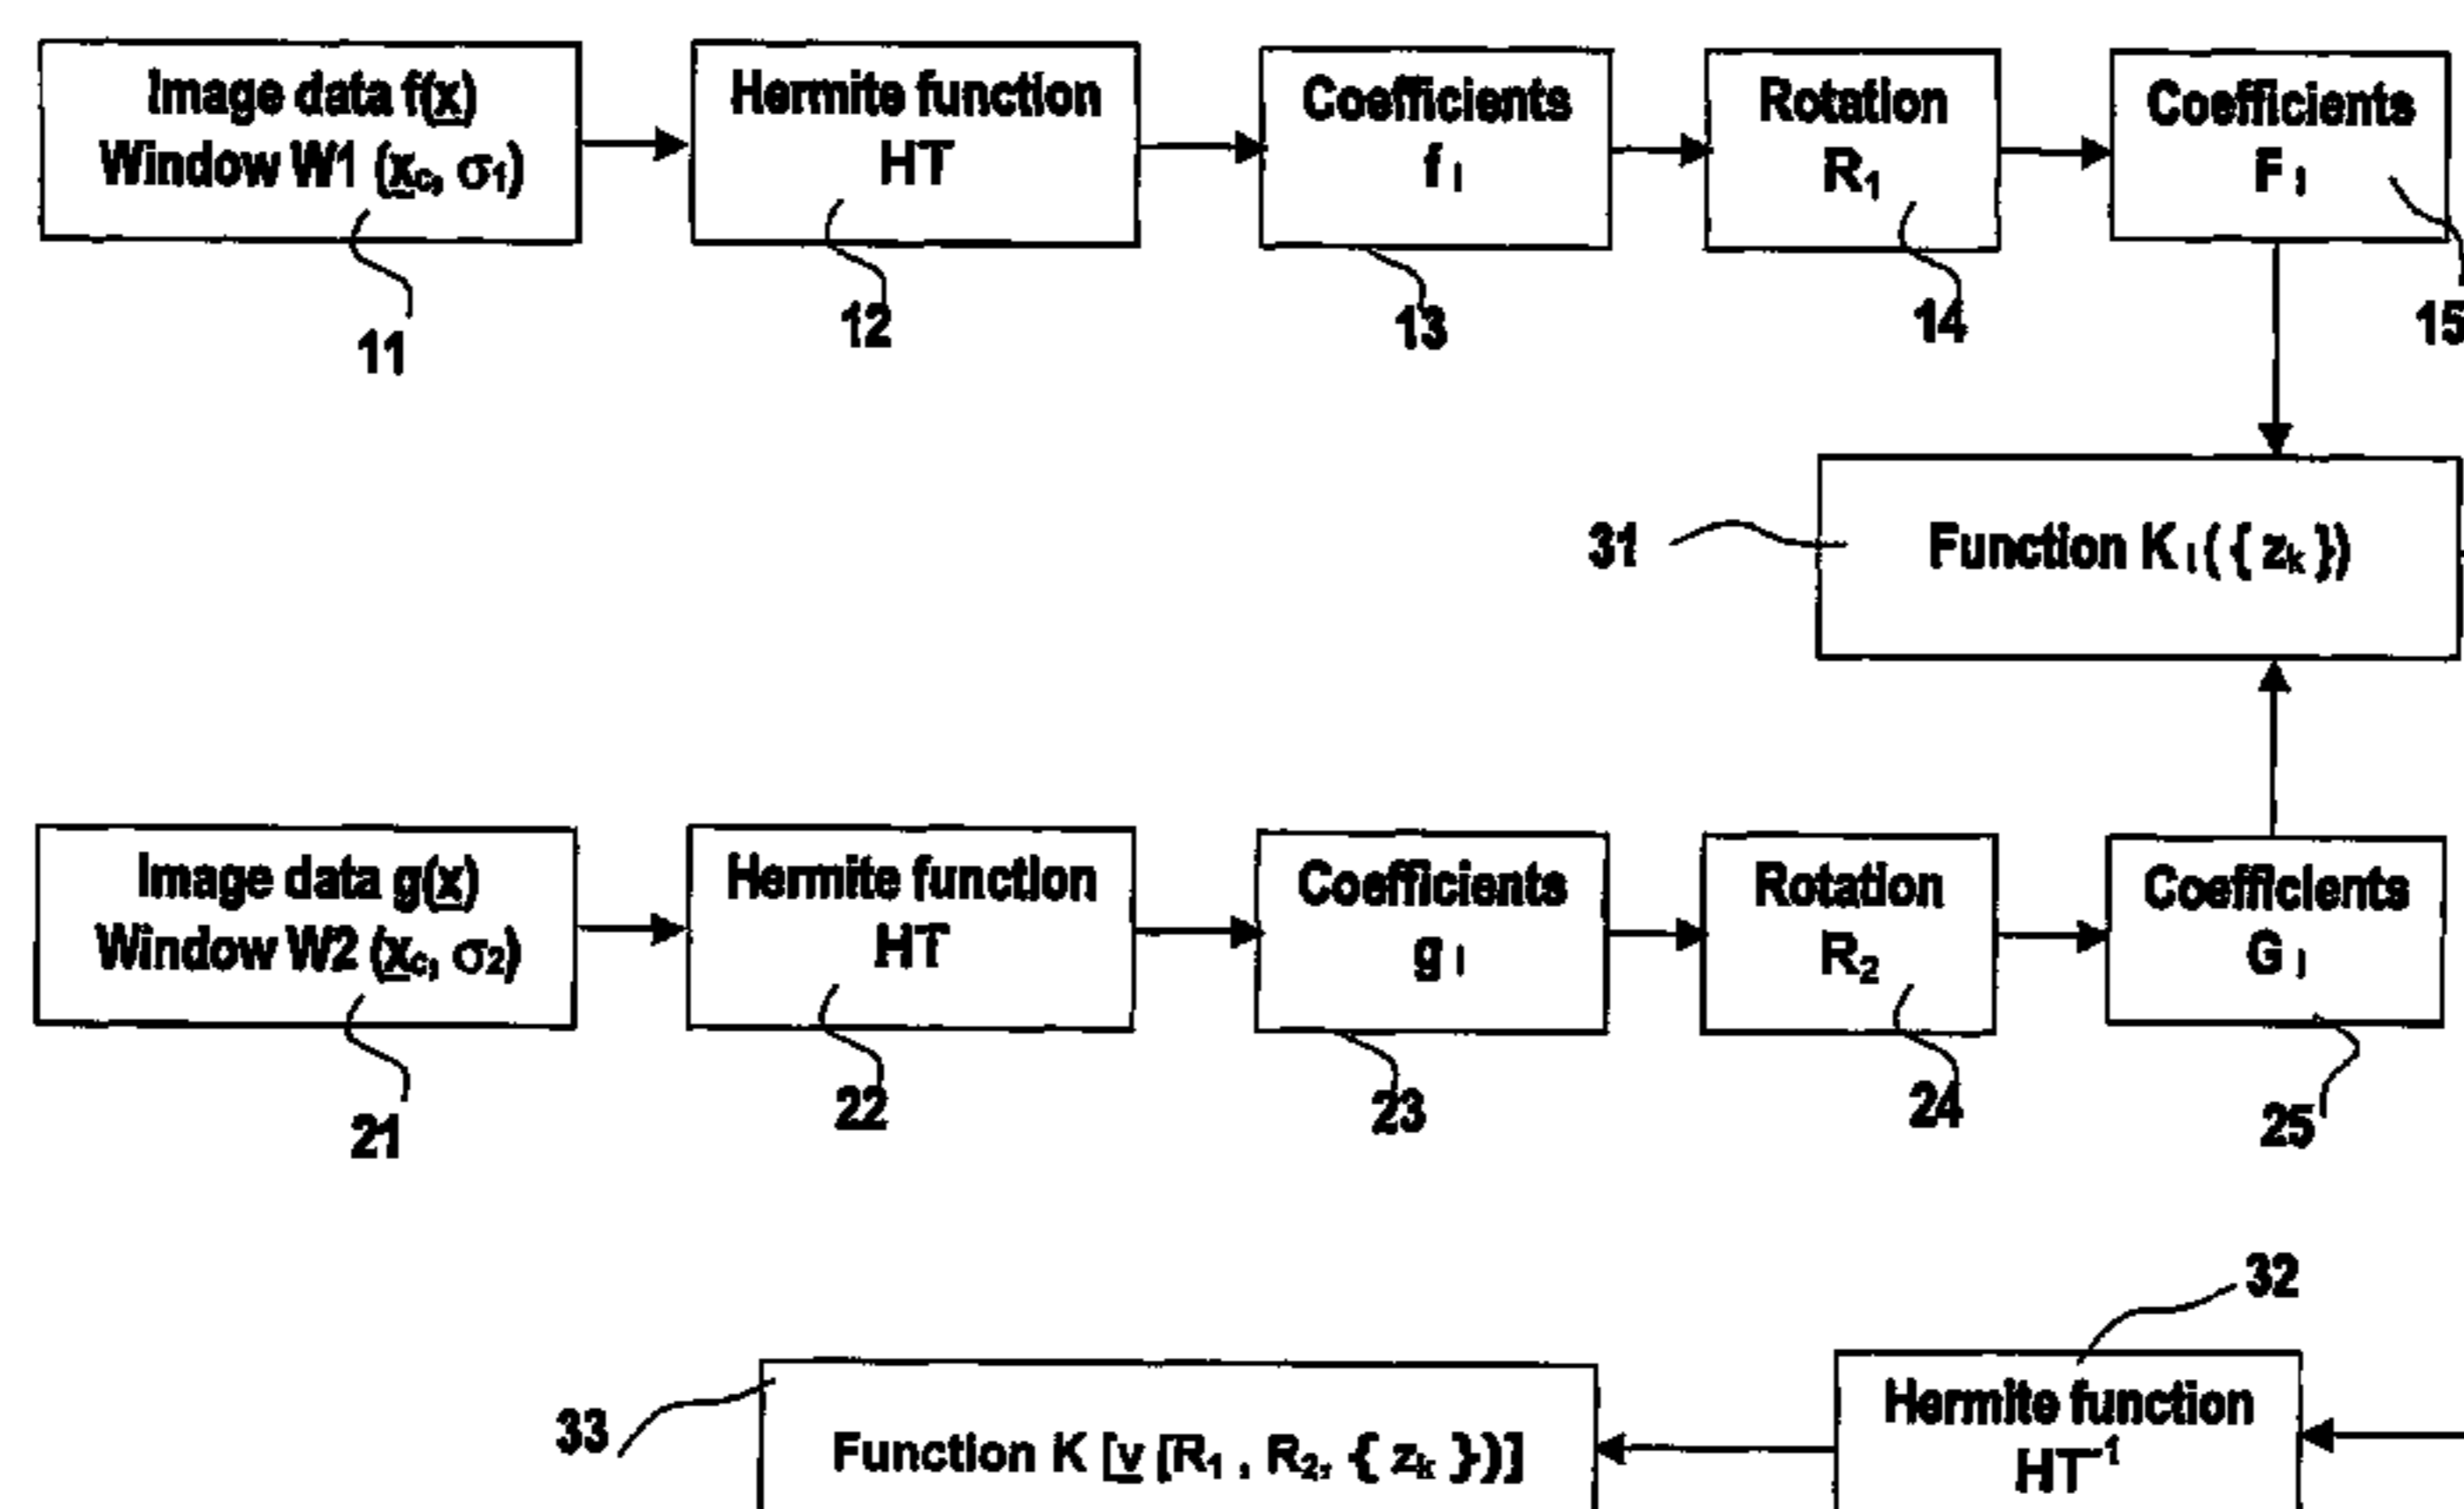 Image data f(x)
Window W1 (xc, σ1)
11
Hermite function
HT
12
Coefficients
f l
13
Rotation
R1
14
Coefficients
F l
15
31
Function K l ( { zk })
Image data g(x)
Window W2 (xc, σ2)
21
Hermite function
HT
22
Coefficients
g l
23
Rotation
R2
24
Coefficients
G l
25
32
Hermite function
HT-1
33
Function K [v (R1 , R2, { zk })]